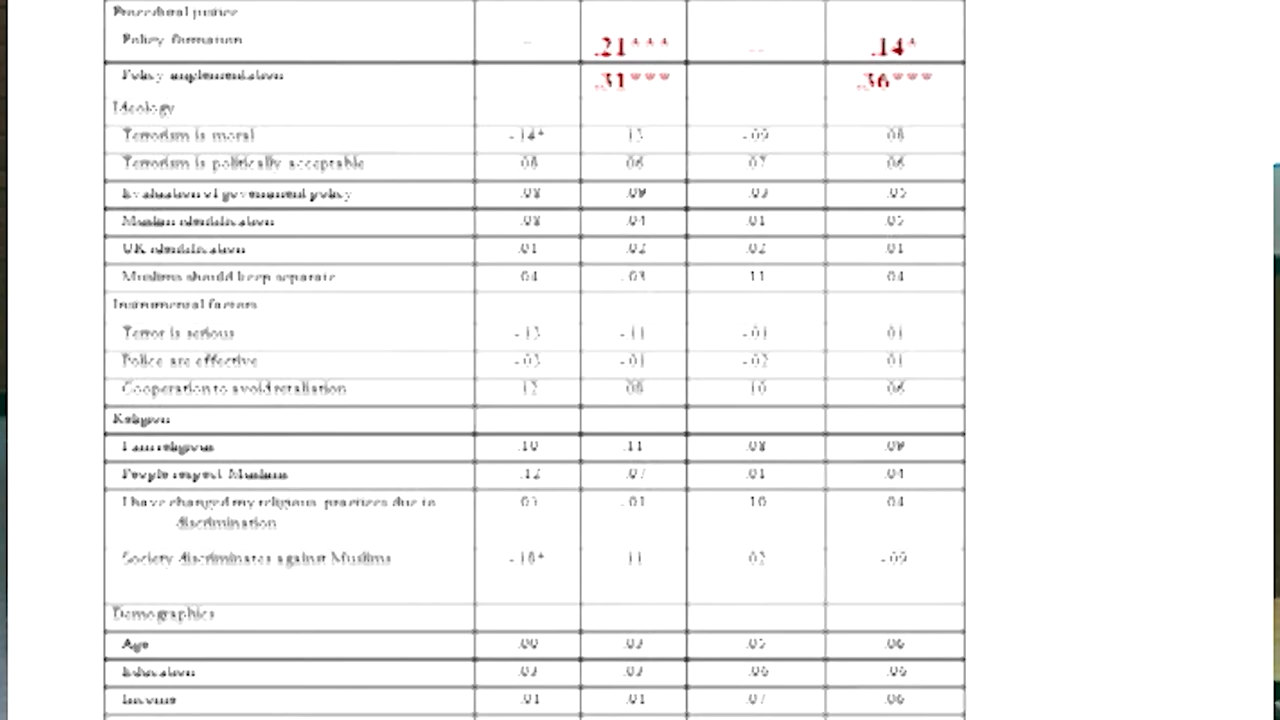 Procedural justice
Policy formation - .21*** -- .14*
Policy implementation .31*** .36***
Ideology
Terrorism is moral -.14* .13 -.09 .08
Terrorism is politically acceptable .08 .06 .07 .06
Evaluation of government policy .08 .09 .03 .05
Muslim identification .08 .04 .01 .05
UK identification .01 .02 .02 .01
Muslims should keep separate .04 -.03 .11 .04
Instrumental factors
Terror is serious -.13 -.11 -.01 .01
Police are effective -.03 -.01 -.02 .01
Cooperation to avoid retaliation .12 .08 .10 .06
Religion
I am religious .10 .11 .08 .09
People respect Muslims .12 .07 .01 .04
I have changed my religious practices due to .01 .10 .04
discrimination
Society discriminates against Muslims -.18* .11 .02 -.09
Demographics
Age .00 .03 .05 .06
Education .03 .03 .06
Income .01 .01 .07 .06